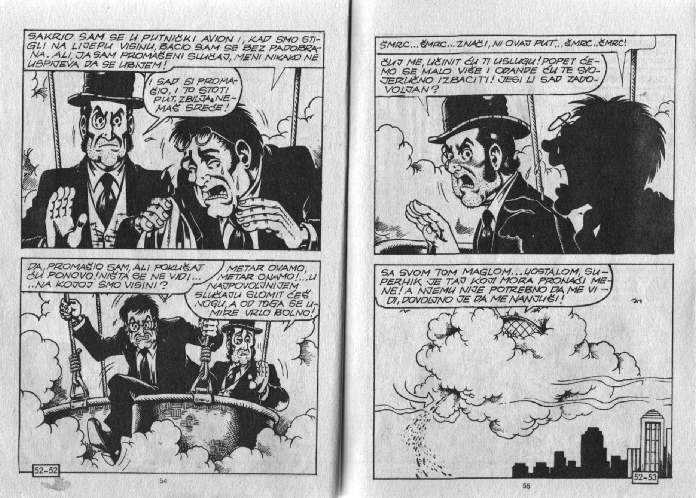 SAKRIO SAM SE U PUTNIČKI AVION I, KAD SMO STI-
GLI NA LIJEPU VISINU, BACIO SAM SE BEZ PADOBRA-
NA. ALI, JA SAM PROMAŠENI SLUČAJ, MENI NIKAKO NE
USPIJEVA DA SE UBIJEM!
I SAD SI PROMA-
ŠIO, I TO STOTI
PUT. ZBILJA, NE-
MAŠ SREĆE!
DA, PROMAŠIO SAM, ALI POKUŠAT
ĆU PONOVO! NIŠTA SE NE VIDI...
..NA KOJOJ SMO VISINI?
METAR OVAMO,
METAR ONAMO!...U
NAJPOVOLJNIJEM
SLUČAJU SLOMIT ĆEŠ
NOGU, A OD TOGA SE U-
MIRE VRLO BOLNO!
52-52
54
ŠMRC...ŠMRC...ZNAČI, NI OVAJ PUT...ŠMRC..ŠMRC!
ČUJ ME, UČINIT ĆU TI USLUGU! POPET ĆE-
MO SE MALO VIŠE I ODANDE ĆU TE SVO-
JERUČNO IZBACITI! JESI LI SAD ZADO-
VOLJAN?
SA SVOM TOM MAGLOM...UOSTALOM, SU-
PERHIK JE TAJ KOJI MORA PRONAĆI ME-
NE! A NJEMU NIJE POTREBNO DA ME VI-
DI, DOVOLJNO JE DA ME NANJUŠI!
52-53
55